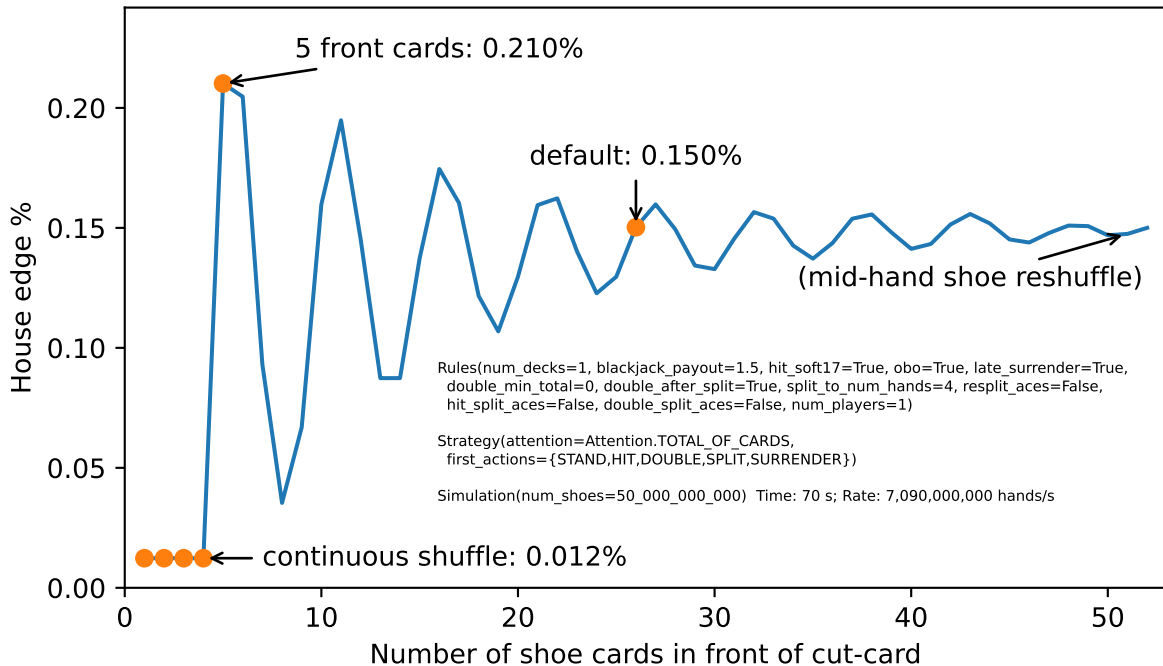 5 front cards: 0.210%
default: 0.150%
(mid-hand shoe reshuffle)
Rules(num_decks=1, blackjack_payout=1.5, hit_soft17=True, obo=True, late_surrender=True,
double_min_total=0, double_after_split=True, split_to_num_hands=4, resplit_aces=False,
hit_split_aces=False, double_split_aces=False, num_players=1)
Strategy(attention=Attention.TOTAL_OF_CARDS,
first_actions={STAND,HIT,DOUBLE,SPLIT,SURRENDER})
Simulation(num_shoes=50_000_000_000)  Time: 70 s; Rate: 7,090,000,000 hands/s
continuous shuffle: 0.012%
House edge %
0.20
0.15
0.10
0.05
0.00
0 10 20 30 40 50
Number of shoe cards in front of cut-card